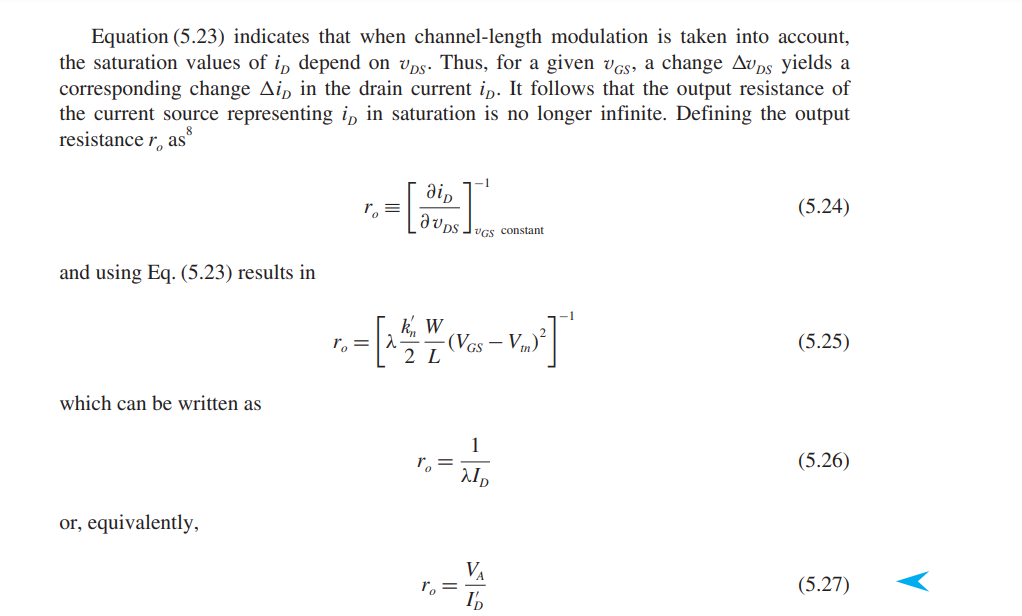 Equation (5.23) indicates that when channel-length modulation is taken into account,
the saturation values of i_D depend on v_DS. Thus, for a given v_GS, a change Δv_DS yields a
corresponding change Δi_D in the drain current i_D. It follows that the output resistance of
the current source representing i_D in saturation is no longer infinite. Defining the output
resistance r_o as⁸
r_o ≡ [∂i_D / ∂v_DS]^{-1}_{v_GS constant} (5.24)
and using Eq. (5.23) results in
r_o = [λ (k'_n / 2) (W / L) (V_GS − V_tn)^2]^{-1} (5.25)
which can be written as
r_o = 1 / (λI_D) (5.26)
or, equivalently,
r_o = V_A / I'_D (5.27)